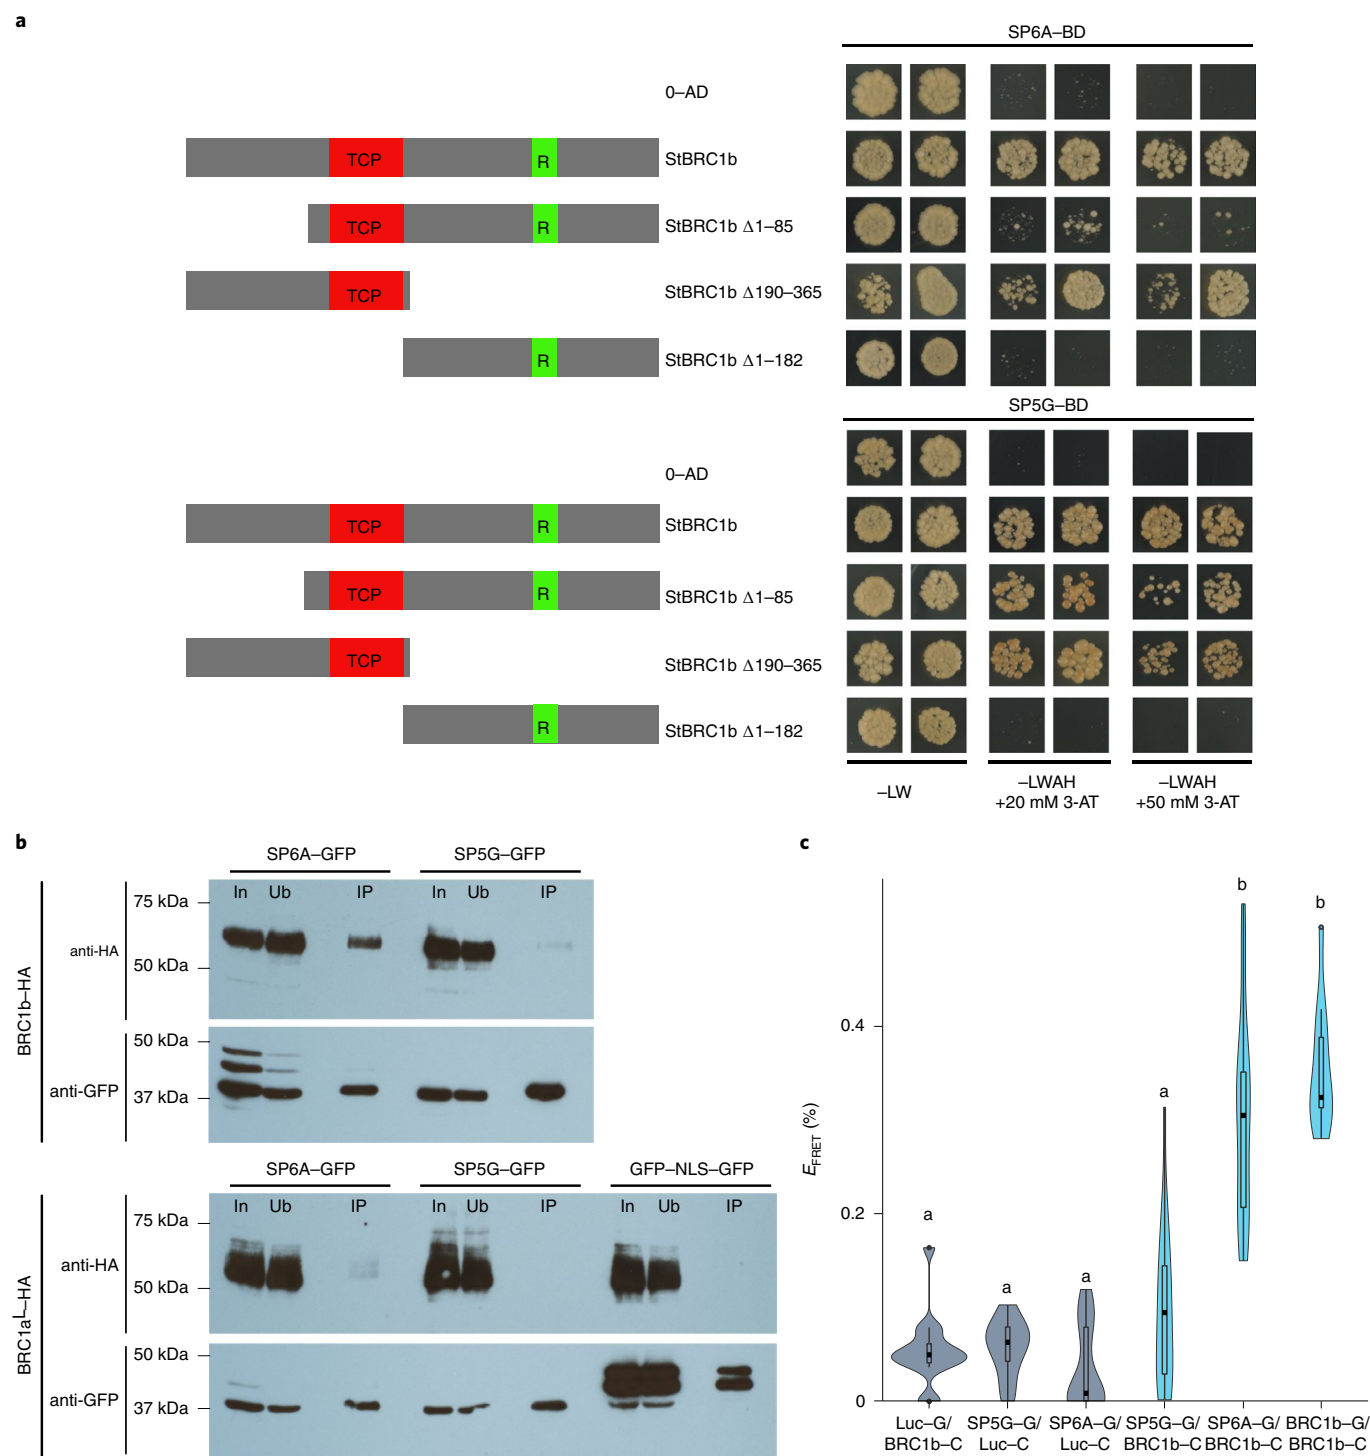 a
SP6A–BD
0–AD
TCP
R
StBRC1b
TCP
R
StBRC1b Δ1–85
TCP
StBRC1b Δ190–365
R
StBRC1b Δ1–182
SP5G–BD
0–AD
TCP
R
StBRC1b
TCP
R
StBRC1b Δ1–85
TCP
StBRC1b Δ190–365
R
StBRC1b Δ1–182
–LW
–LWAH
+20 mM 3-AT
–LWAH
+50 mM 3-AT
b
SP6A–GFP
SP5G–GFP
In Ub IP In Ub IP
BRC1b–HA
anti-HA
75 kDa
50 kDa
anti-GFP
50 kDa
37 kDa
SP6A–GFP
SP5G–GFP
GFP–NLS–GFP
In Ub IP In Ub IP In Ub IP
BRC1aL–HA
anti-HA
75 kDa
50 kDa
anti-GFP
50 kDa
37 kDa
c
EFRET (%)
0.4
0.2
0
a
a
a
a
b
b
Luc–G/
BRC1b–C
SP5G–G/
Luc–C
SP6A–G/
Luc–C
SP5G–G/
BRC1b–C
SP6A–G/
BRC1b–C
BRC1b–G/
BRC1b–C